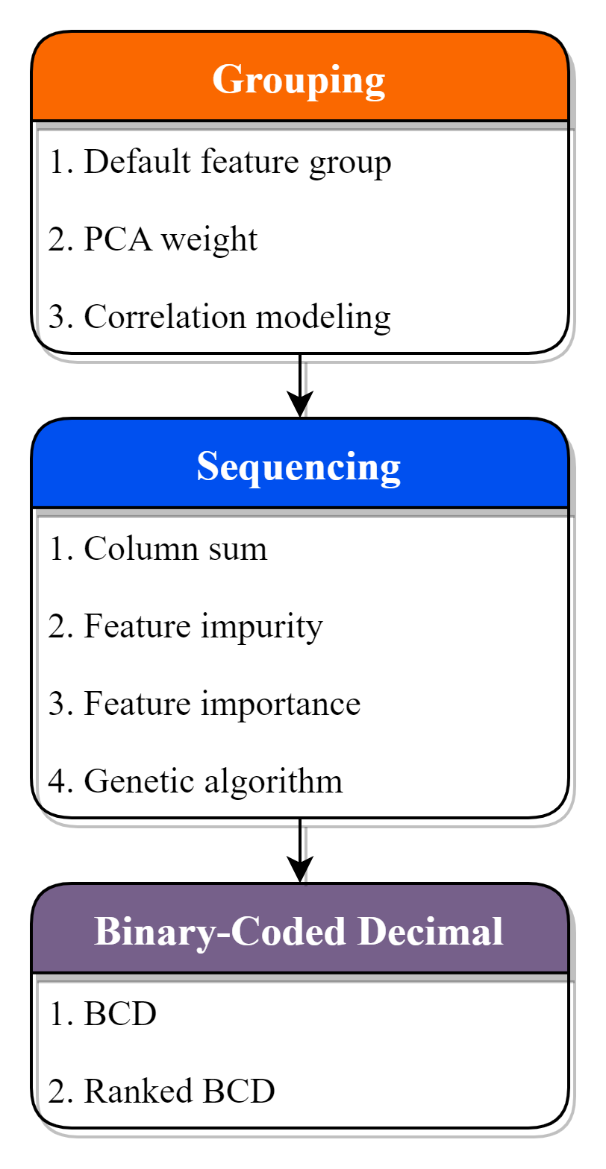 Grouping
1. Default feature group
2. PCA weight
3. Correlation modeling
Sequencing
1. Column sum
2. Feature impurity
3. Feature importance
4. Genetic algorithm
Binary-Coded Decimal
1. BCD
2. Ranked BCD